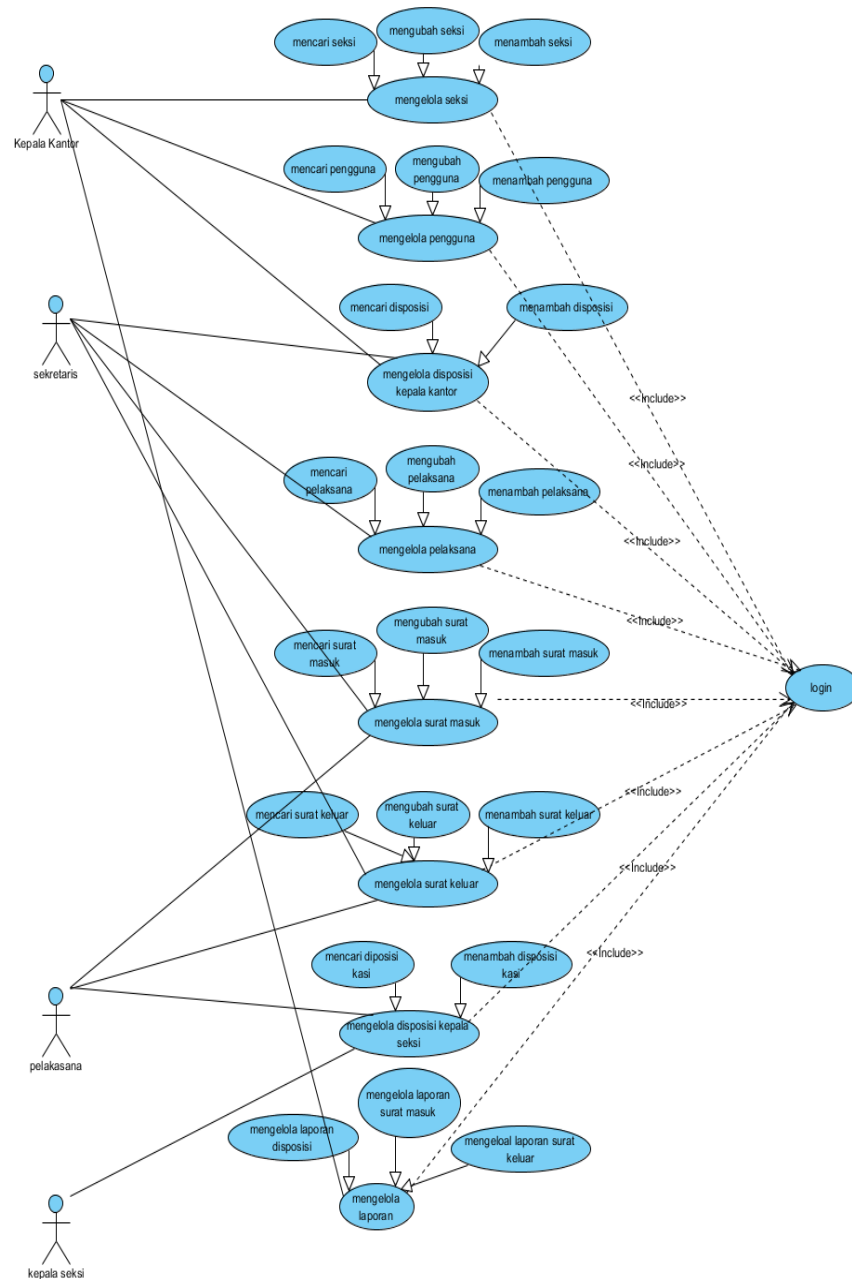 mencari seksi
mengubah seksi
menambah seksi
mengelola seksi
Kepala Kantor
mencari pengguna
mengubah
pengguna
menambah pengguna
mengelola pengguna
mencari disposisi
menambah disposisi
sekretaris
mengelola disposisi
kepala kantor
<<Include>>
mencari
pelaksana
mengubah
pelaksana
menambah pelaksana
<<Include>>
mengelola pelaksana
<<Include>>
mencari surat
masuk
mengubah surat
masuk
menambah surat masuk
<<Include>>
login
mengelola surat masuk
<<Include>>
mencari surat keluar
mengubah surat
keluar
menambah surat keluar
<<Include>>
mengelola surat keluar
<<Include>>
mencari diposisi
kasi
menambah disposisi
kasi
<<Include>>
mengelola disposisi kepala
seksi
pelakasana
mengelola laporan
disposisi
mengelola laporan
surat masuk
mengeloal laporan surat
keluar
mengelola
laporan
kepala seksi